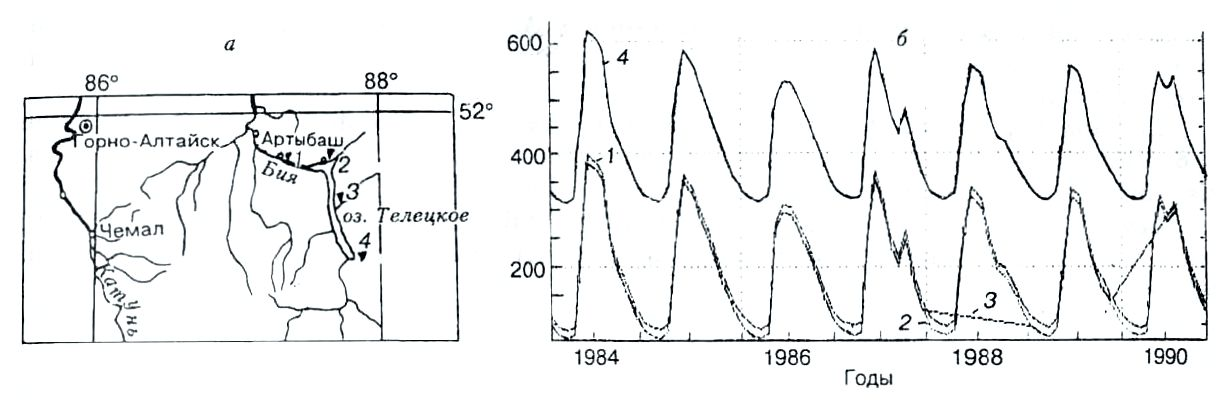 а
86°
88°
52°
Горно-Алтайск
Артыбаш
1
2
Бия
3
оз. Телецкое
4
Чемал
Катунь
б
600
400
200
4
1
2
3
1984
1986
1988
1990
Годы